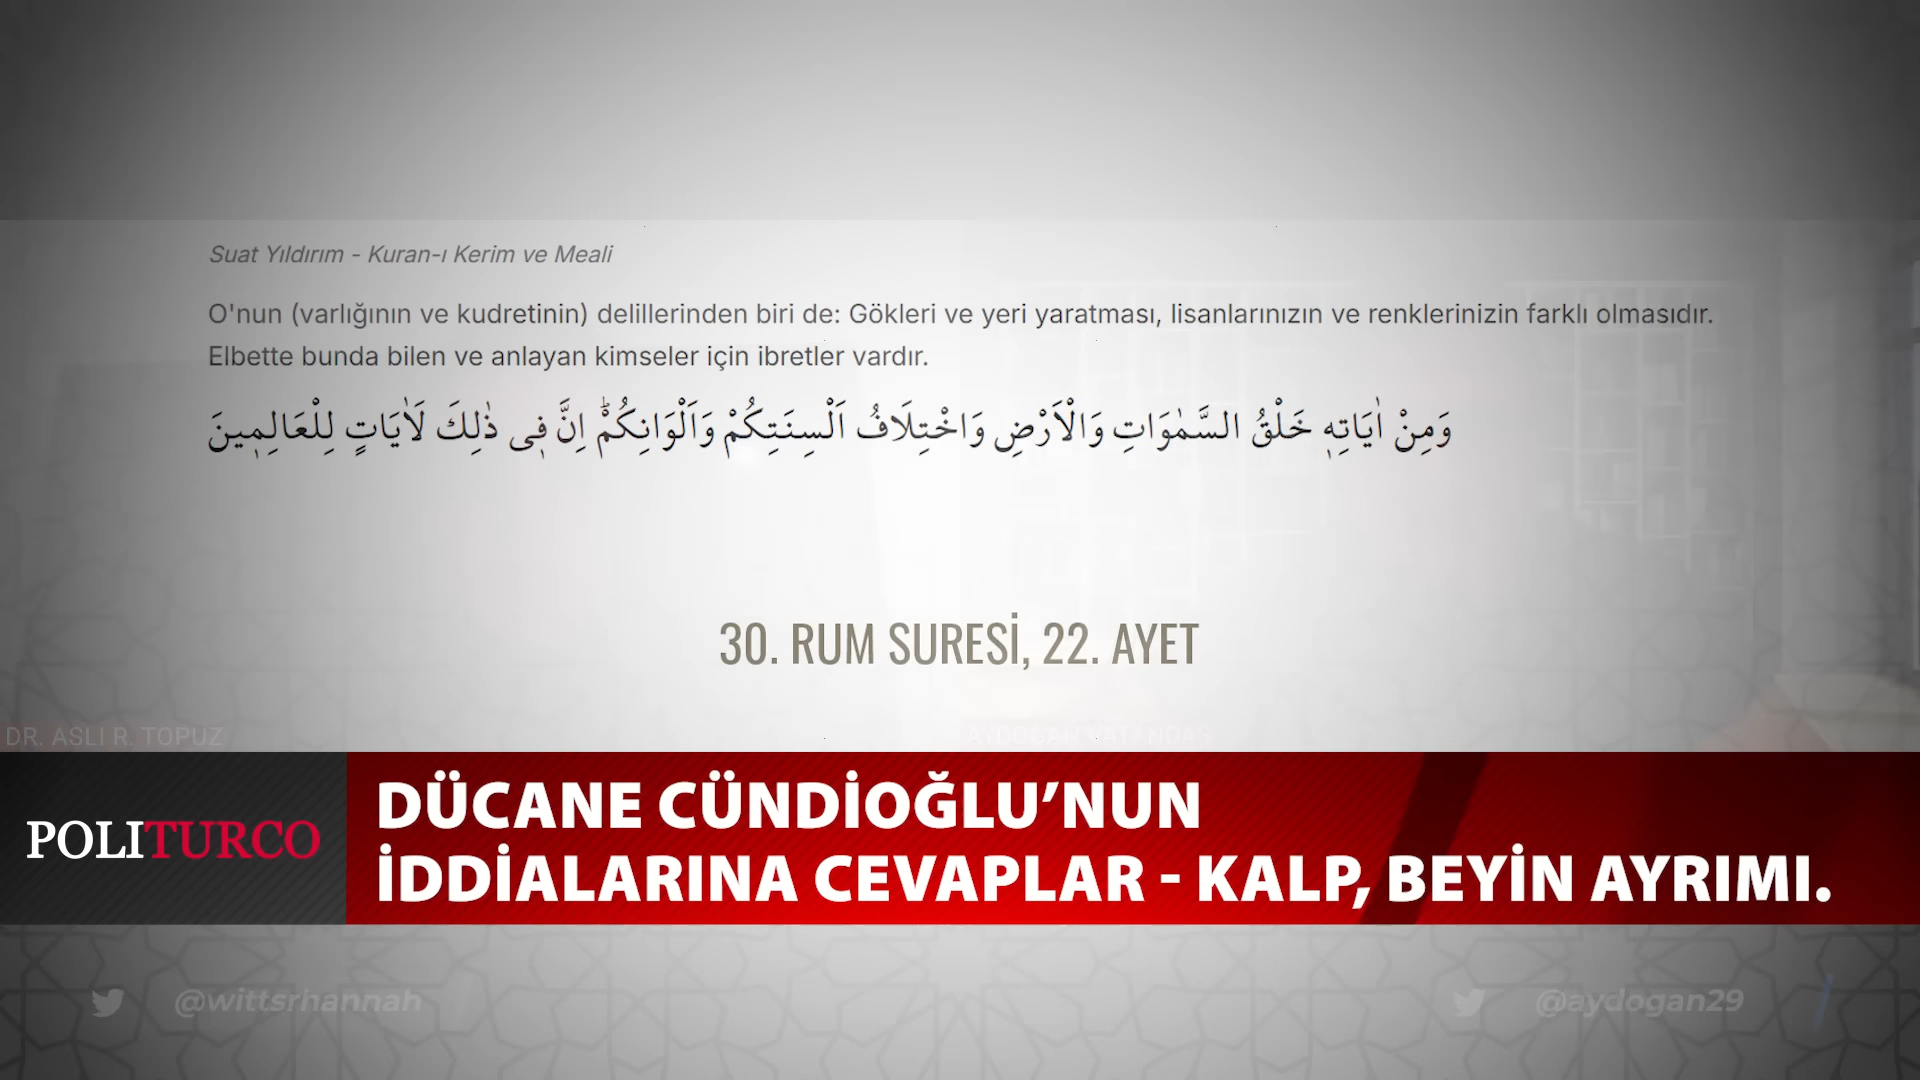 Suat Yıldırım - Kuran-ı Kerim ve Meali
O'nun (varlığının ve kudretinin) delillerinden biri de: Gökleri ve yeri yaratması, lisanlarınızın ve renklerinizin farklı olmasıdır.
Elbette bunda bilen ve anlayan kimseler için ibretler vardır.
وَمِنْ اٰيَاتِه۪ خَلْقُ السَّمٰوَاتِ وَالْاَرْضِ وَاخْتِلَافُ اَلْسِنَتِكُمْ وَاَلْوَانِكُمْۜ اِنَّ ف۪ى ذٰلِكَ لَاٰيَاتٍ لِلْعَالِم۪ينَ
30. RUM SURESİ, 22. AYET
DR. ASLI R. TOPUZ
AYDOĞAN VATANDAŞ
POLITURCO
DÜCANE CÜNDİOĞLU’NUN
İDDİALARINA CEVAPLAR - KALP, BEYİN AYRIMI.
@wittsrhannah
@aydogan29